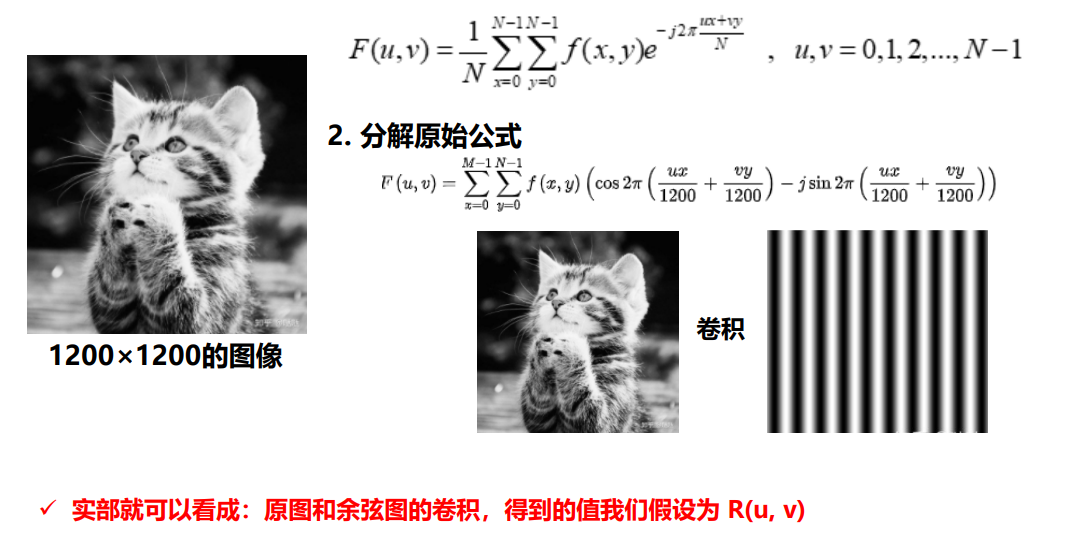 F(u,v) = \frac{1}{N} \sum_{x=0}^{N-1} \sum_{y=0}^{N-1} f(x,y) e^{-j2\pi \frac{ux+vy}{N}} , u,v = 0,1,2,...,N-1
2. 分解原始公式
F(u,v) = \sum_{x=0}^{M-1} \sum_{y=0}^{N-1} f(x,y) \left( \cos 2\pi \left( \frac{ux}{1200} + \frac{vy}{1200} \right) - j \sin 2\pi \left( \frac{ux}{1200} + \frac{vy}{1200} \right) \right)
卷积
1200×1200的图像
✓ 实部就可以看成：原图和余弦图的卷积，得到的值我们假设为 R(u, v)